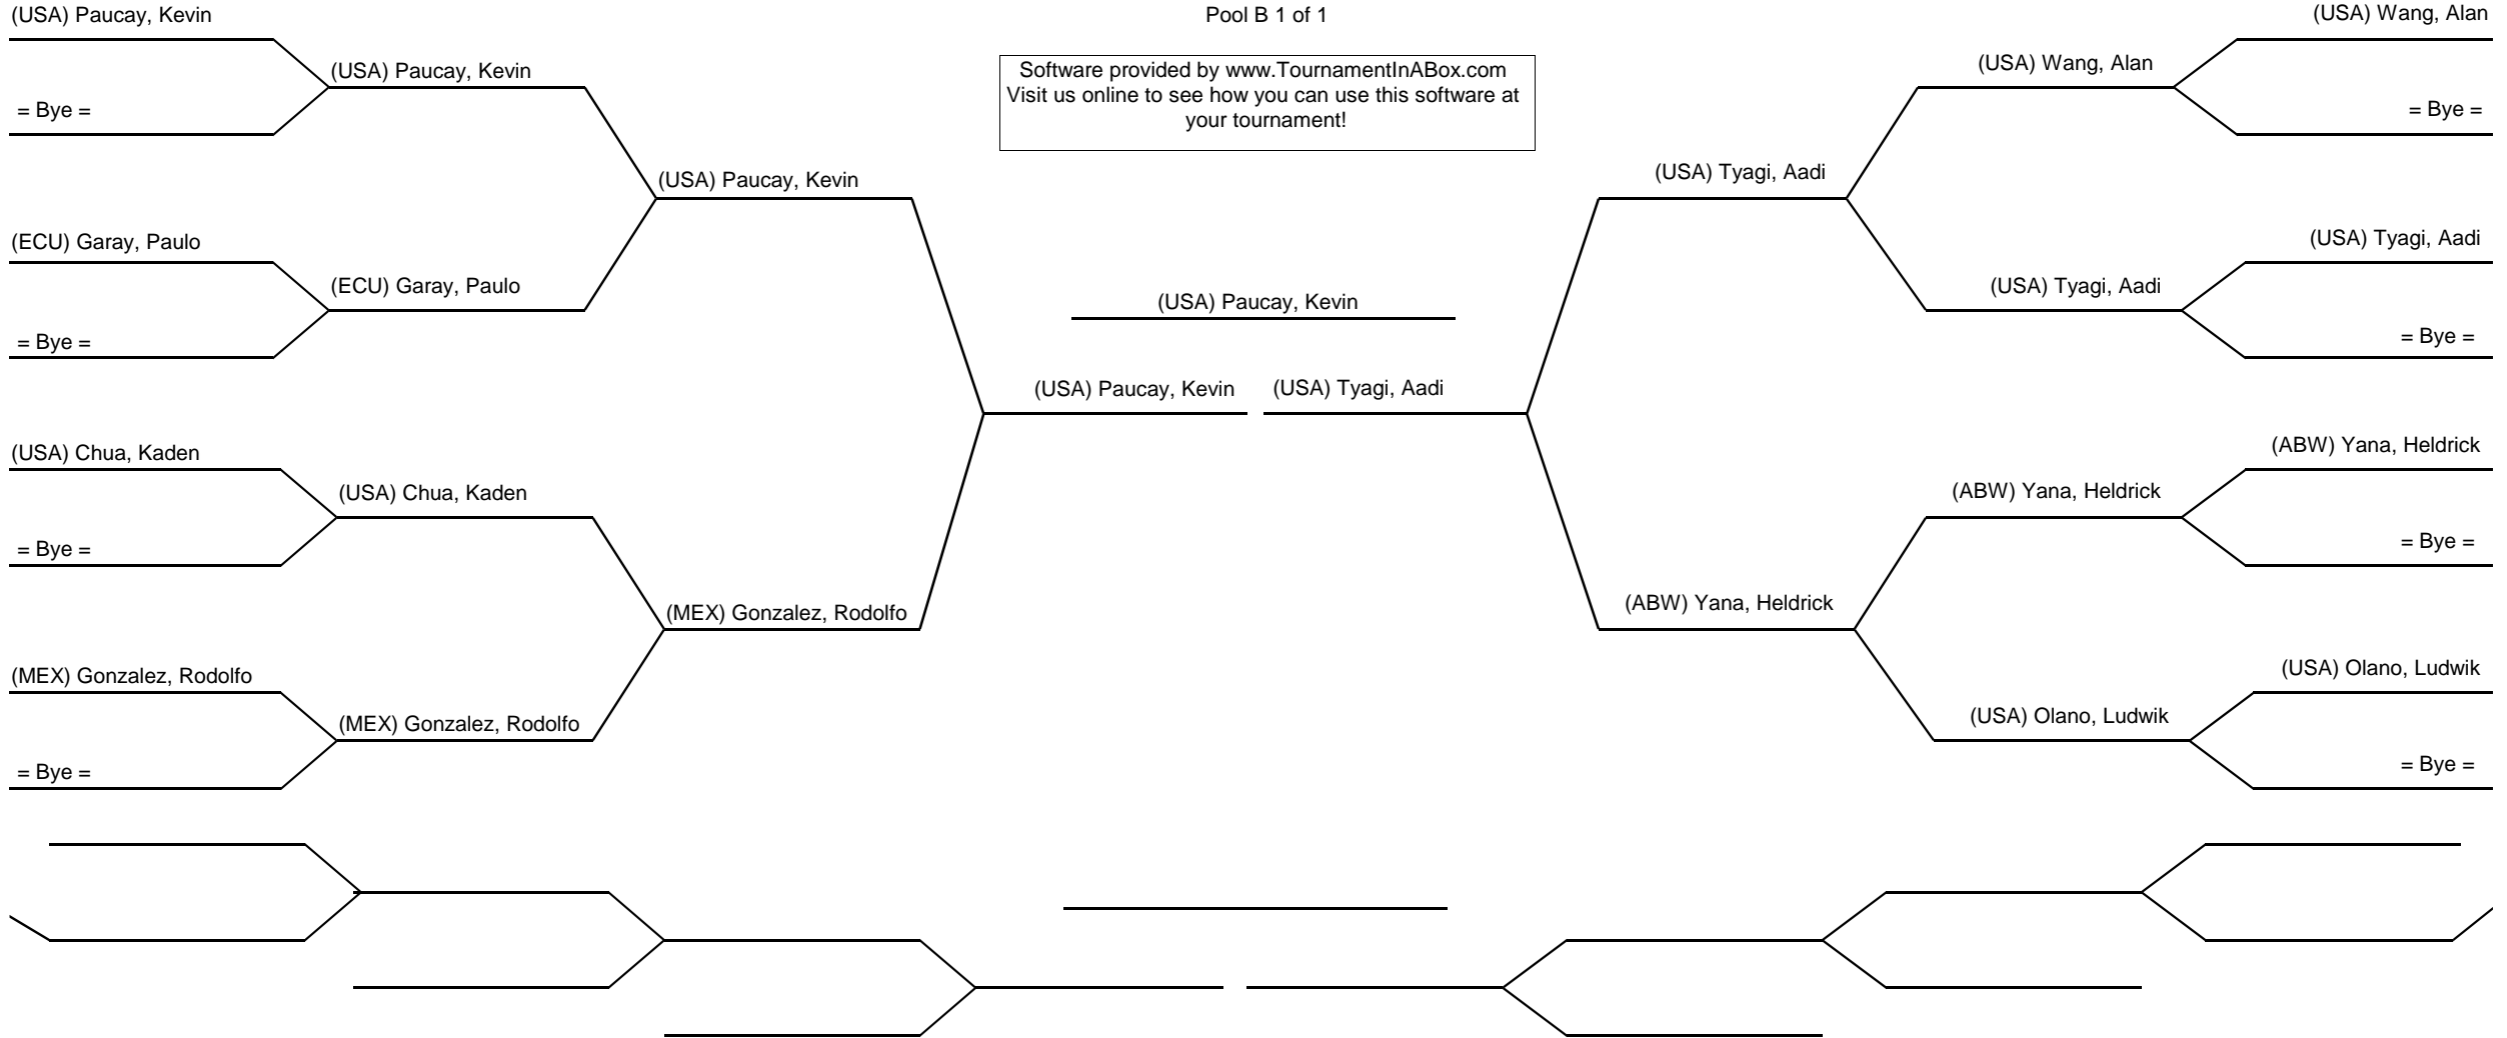 (USA) Paucay, Kevin
= Bye =
(ECU) Garay, Paulo
= Bye =
(USA) Chua, Kaden
= Bye =
(MEX) Gonzalez, Rodolfo
= Bye =
(USA) Paucay, Kevin
(ECU) Garay, Paulo
(USA) Chua, Kaden
(MEX) Gonzalez, Rodolfo
(USA) Paucay, Kevin
(MEX) Gonzalez, Rodolfo
Pool B 1 of 1
Software provided by www.TournamentInABox.com
Visit us online to see how you can use this software at
your tournament!
(USA) Paucay, Kevin
(USA) Paucay, Kevin
(USA) Tyagi, Aadi
(USA) Tyagi, Aadi
(ABW) Yana, Heldrick
(USA) Wang, Alan
(USA) Tyagi, Aadi
(ABW) Yana, Heldrick
(USA) Olano, Ludwik
(USA) Wang, Alan
= Bye =
(USA) Tyagi, Aadi
= Bye =
(ABW) Yana, Heldrick
= Bye =
(USA) Olano, Ludwik
= Bye =